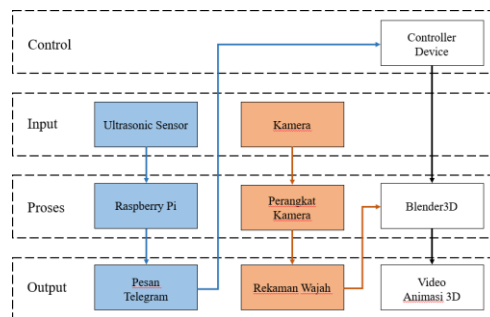 Control
Controller
Device
Input
Ultrasonic Sensor
Kamera
Proses
Raspberry Pi
Perangkat
Kamera
Blender3D
Output
Pesan
Telegram
Rekaman Wajah
Video
Animasi 3D